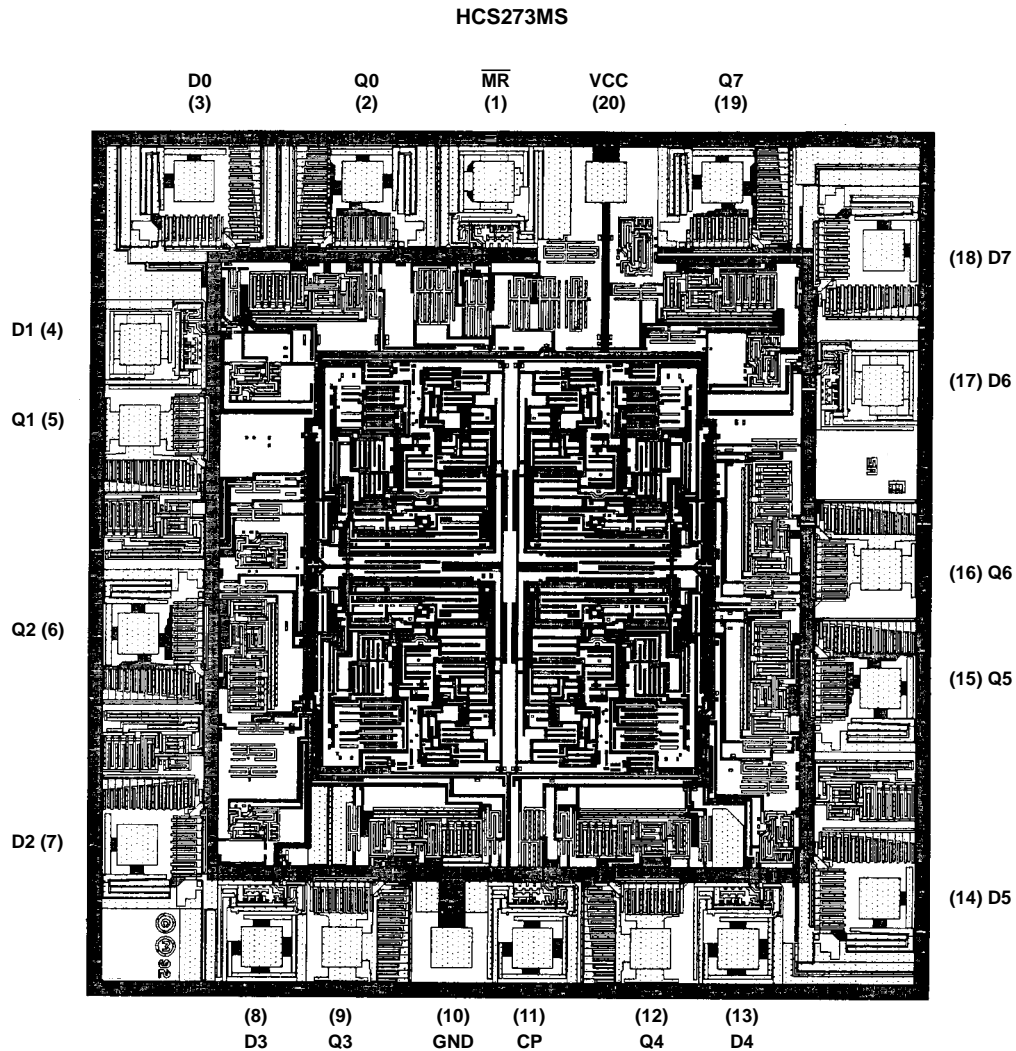 HCS273MS
D0 Q0 M̅R̅ VCC Q7
(3) (2) (1) (20) (19)
(18) D7
D1 (4)
(17) D6
Q1 (5)
(16) Q6
Q2 (6)
(15) Q5
D2 (7)
(14) D5
(8) (9) (10) (11) (12) (13)
D3 Q3 GND CP Q4 D4